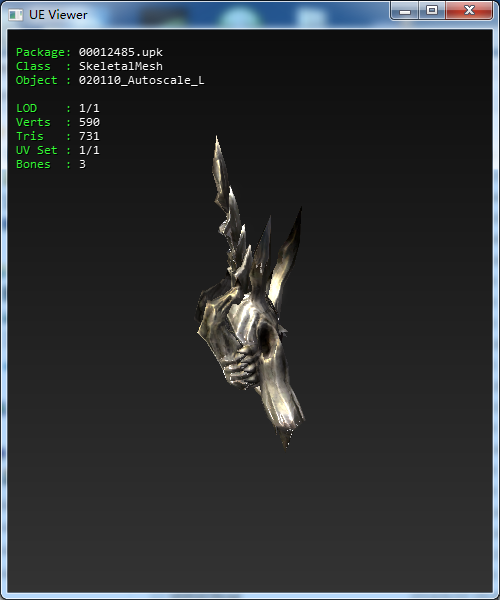 UE Viewer
Package: 00012485.upk
Class  : SkeletalMesh
Object : 020110_Autoscale_L
LOD    : 1/1
Verts  : 590
Tris   : 731
UV Set : 1/1
Bones  : 3